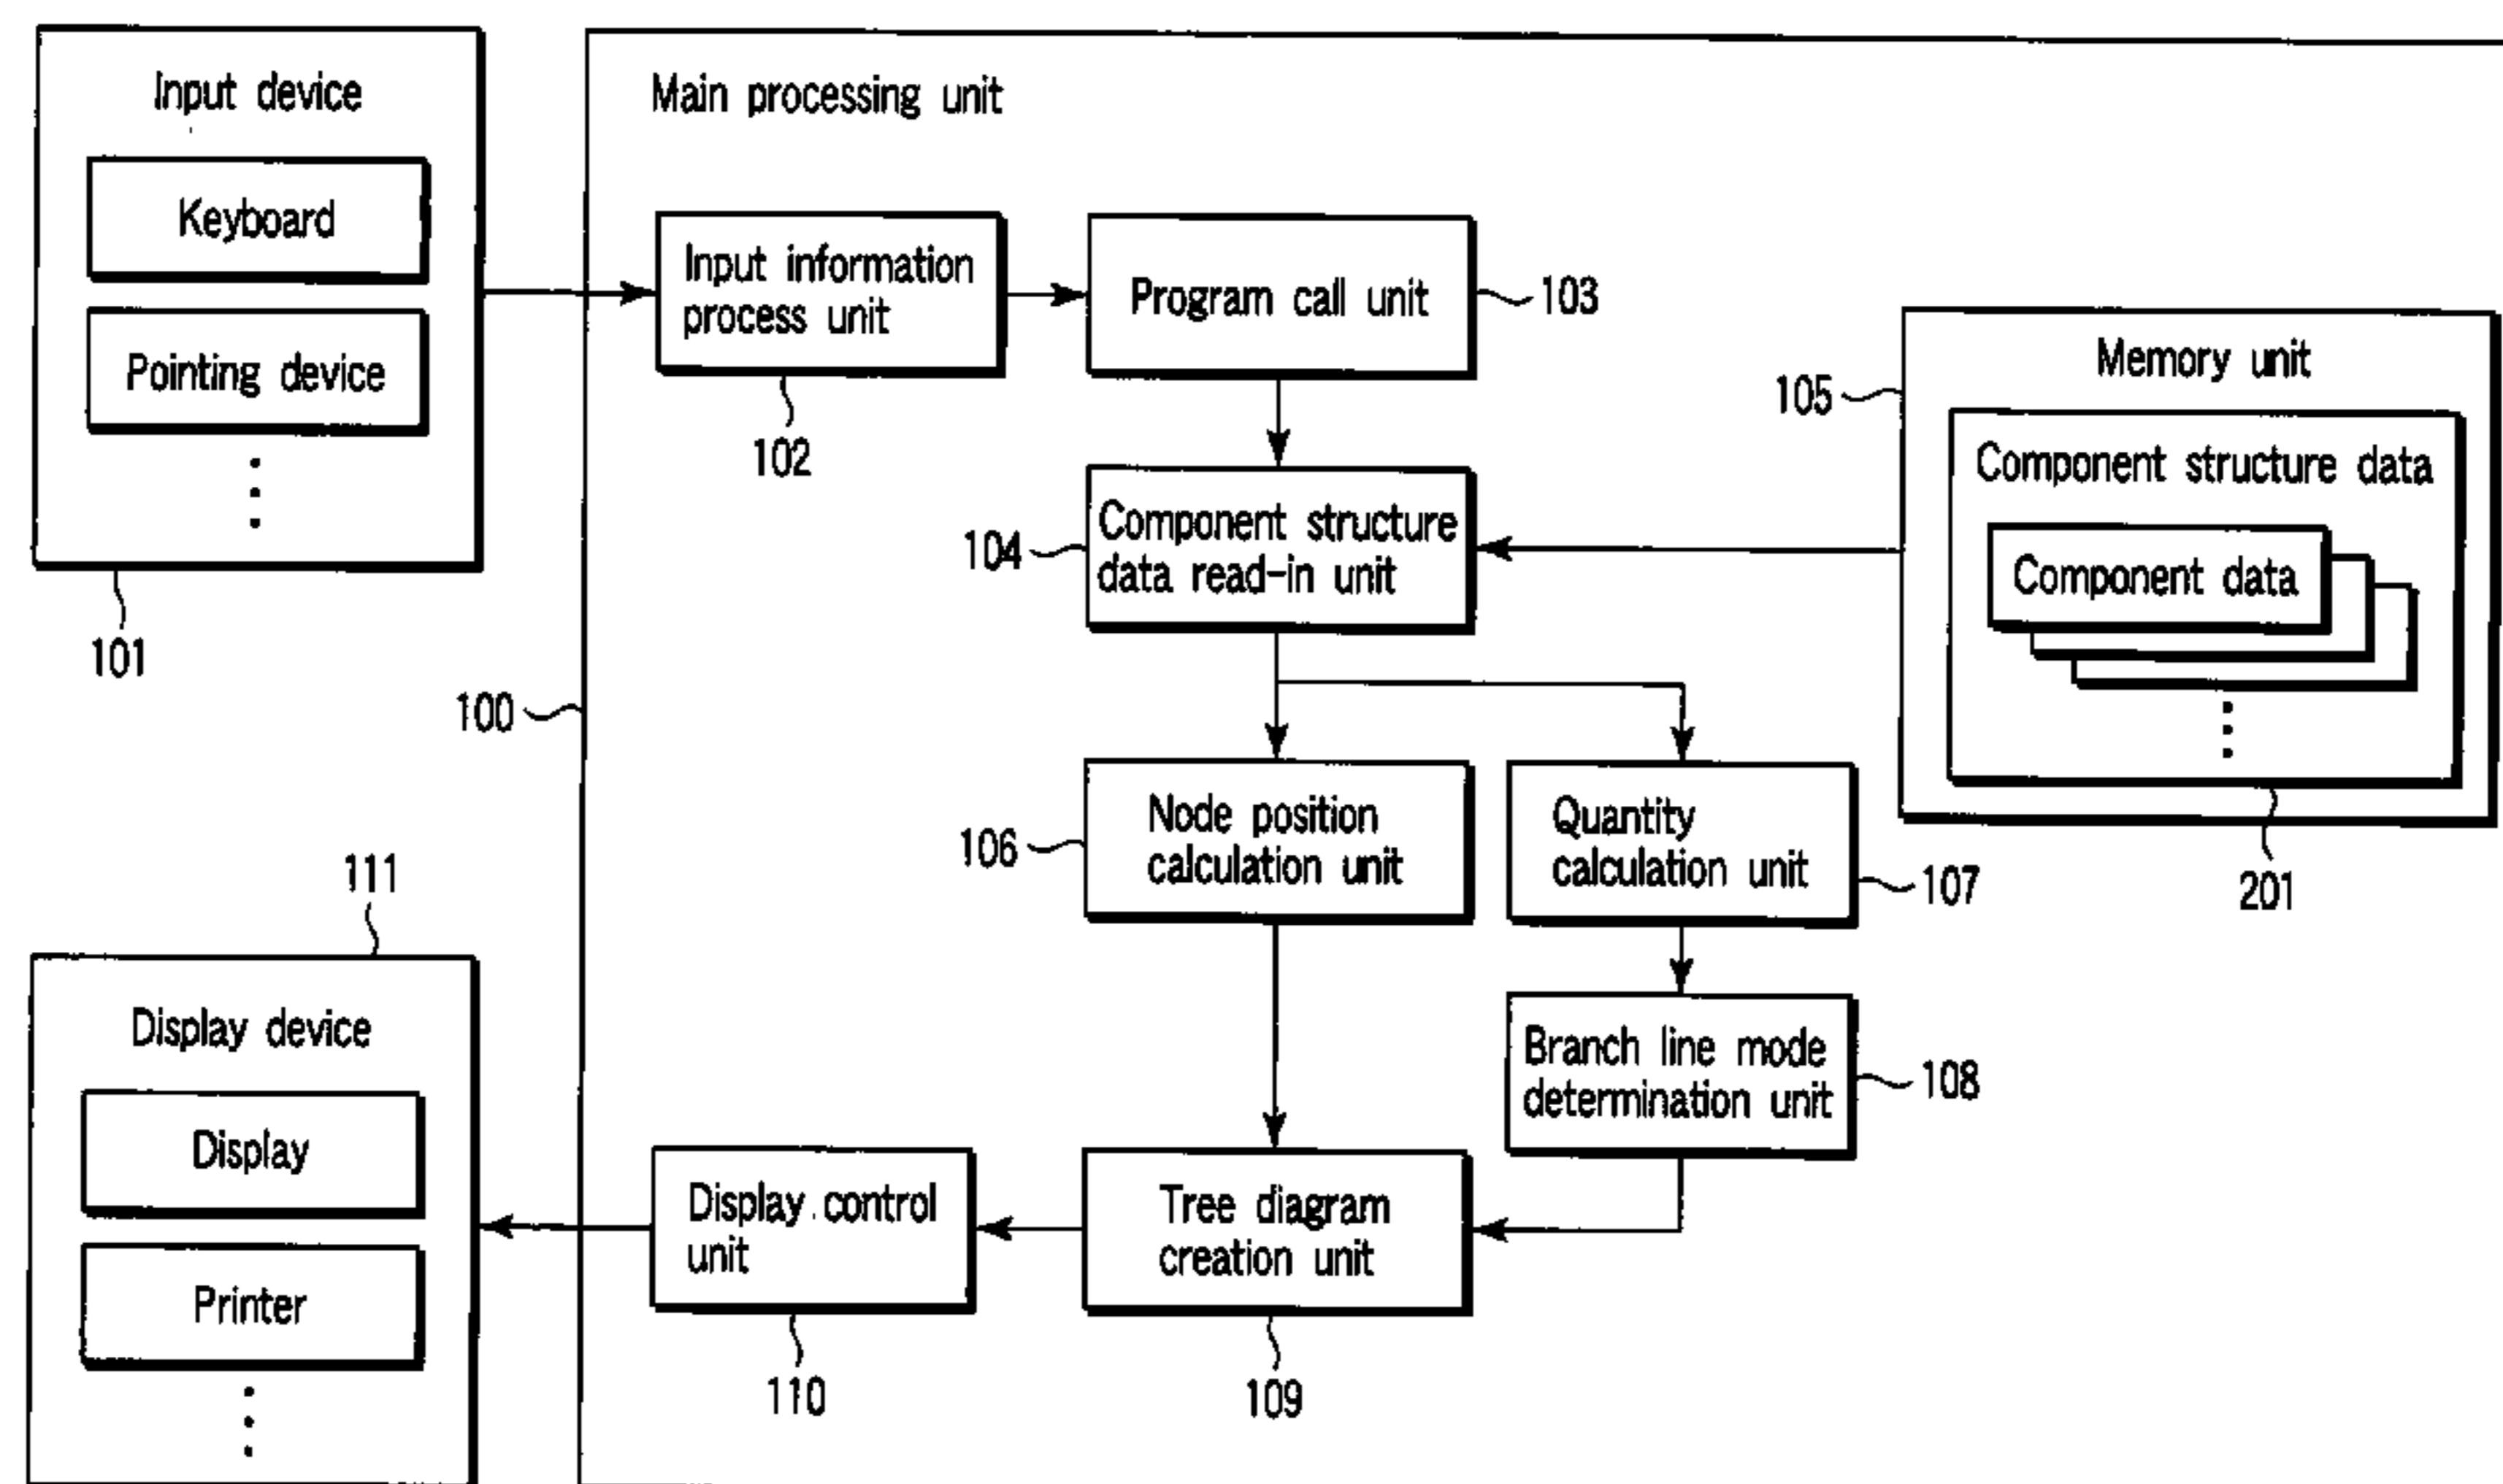 Input device
Keyboard
Pointing device
101
Main processing unit
100
Input information
process unit
102
Program call unit
103
Component structure
data read-in unit
104
Memory unit
105
Component structure data
Component data
201
Node position
calculation unit
106
Quantity
calculation unit
107
Branch line mode
determination unit
108
Tree diagram
creation unit
109
Display control
unit
110
111
Display device
Display
Printer